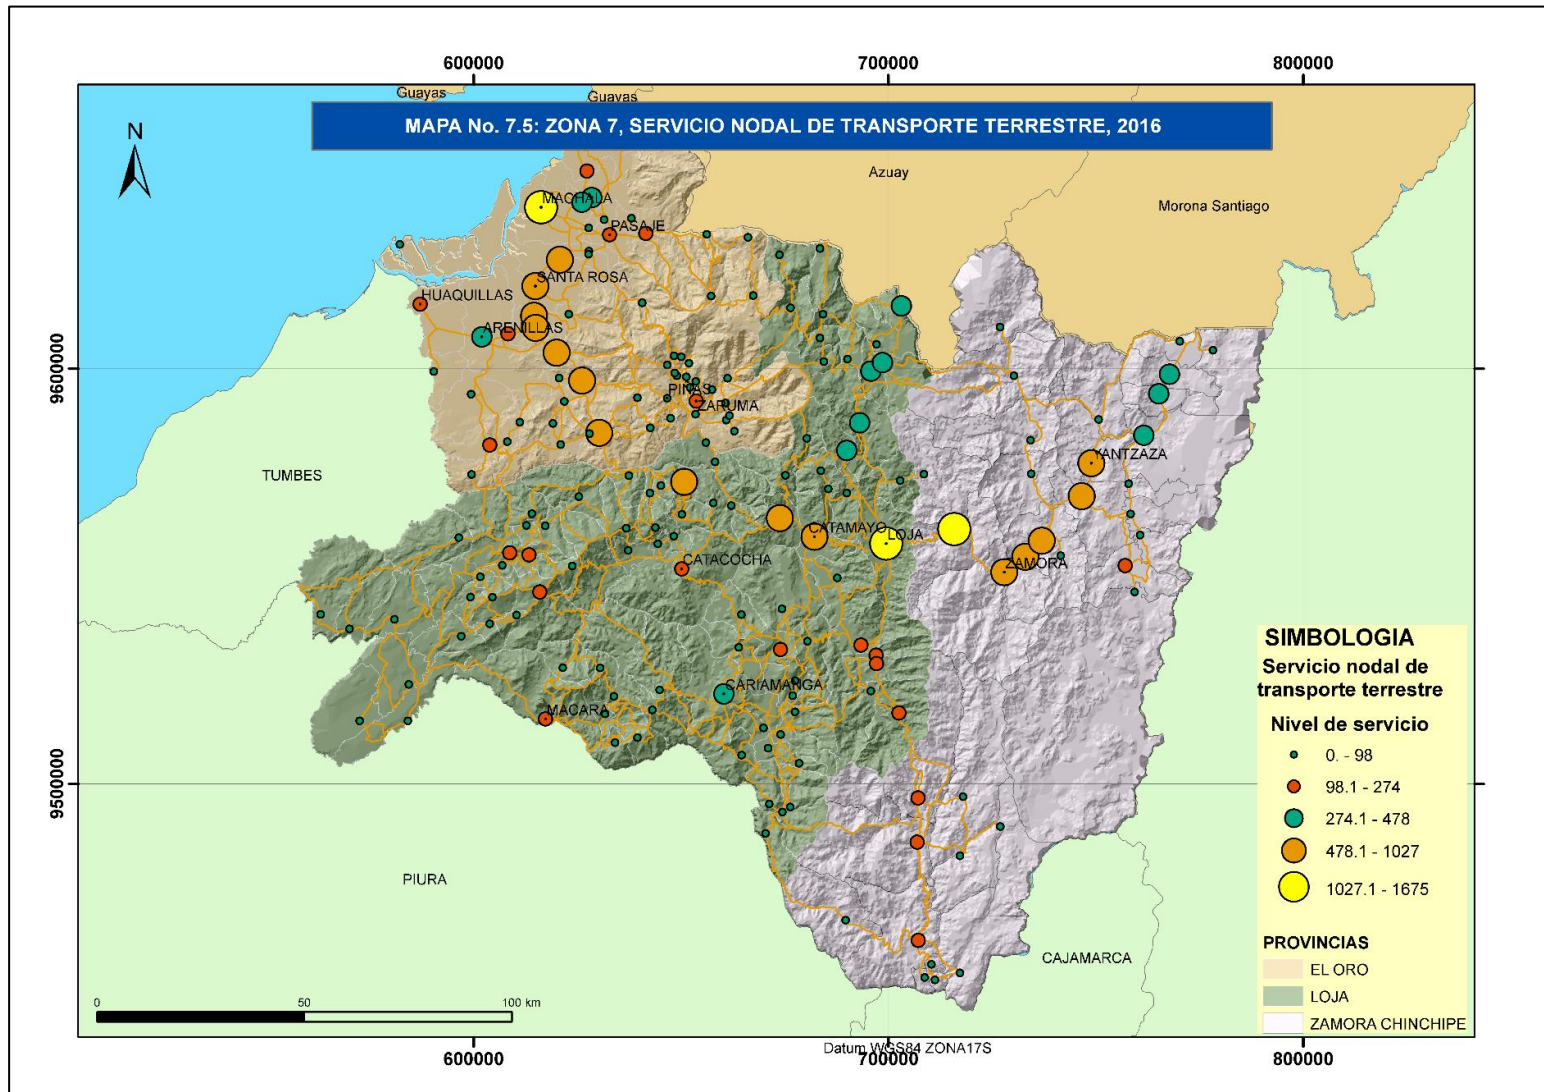 600000
700000
800000
Guayas
Guayas
N
MAPA No. 7.5: ZONA 7, SERVICIO NODAL DE TRANSPORTE TERRESTRE, 2016
Azuay
Morona Santiago
MACHALA
PASAJE
SANTA ROSA
HUAQUILLAS
ARENILLAS
9600000
9600000
PIÑAS
ZARUMA
TUMBES
YANTZAZA
CATAMAYO
LOJA
CATACOCHA
ZAMORA
CARIAMANGA
MACARA
SIMBOLOGIA
Servicio nodal de
transporte terrestre
Nivel de servicio
0. - 98
98.1 - 274
274.1 - 478
478.1 - 1027
1027.1 - 1675
9500000
9500000
PIURA
CAJAMARCA
PROVINCIAS
EL ORO
LOJA
ZAMORA CHINCHIPE
0
50
100 km
600000
700000
800000
Datum WGS84 ZONA17S